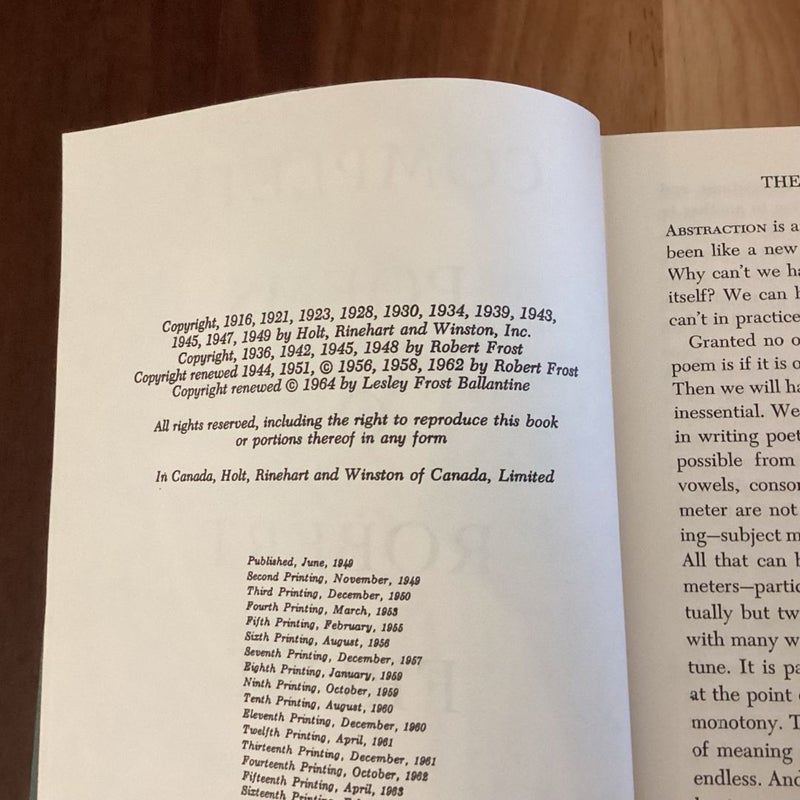 Copyright, 1916, 1921, 1923, 1928, 1930, 1934, 1939, 1943,
1945, 1947, 1949 by Holt, Rinehart and Winston, Inc.
Copyright, 1936, 1942, 1945, 1948 by Robert Frost
Copyright renewed 1944, 1951, © 1956, 1958, 1962 by Robert Frost
Copyright renewed © 1964 by Lesley Frost Ballantine
All rights reserved, including the right to reproduce this book
or portions thereof in any form
In Canada, Holt, Rinehart and Winston of Canada, Limited
Published, June, 1949
Second Printing, November, 1949
Third Printing, December, 1950
Fourth Printing, March, 1953
Fifth Printing, February, 1955
Sixth Printing, August, 1956
Seventh Printing, December, 1957
Eighth Printing, January, 1959
Ninth Printing, October, 1959
Tenth Printing, August, 1960
Eleventh Printing, December, 1960
Twelfth Printing, April, 1961
Thirteenth Printing, December, 1961
Fourteenth Printing, October, 1962
Fifteenth Printing, April, 1963
Sixteenth Printing,
THE
ABSTRACTION is a
been like a new
Why can't we ha
itself? We can
can't in practice
Granted no o
poem is if it is o
Then we will ha
inessential. We
in writing poet
possible from
vowels, conso
meter are not
ing—subject m
All that can
meters—partic
tually but tw
with many w
tune. It is pa
at the point
monotony. T
of meaning
endless. And